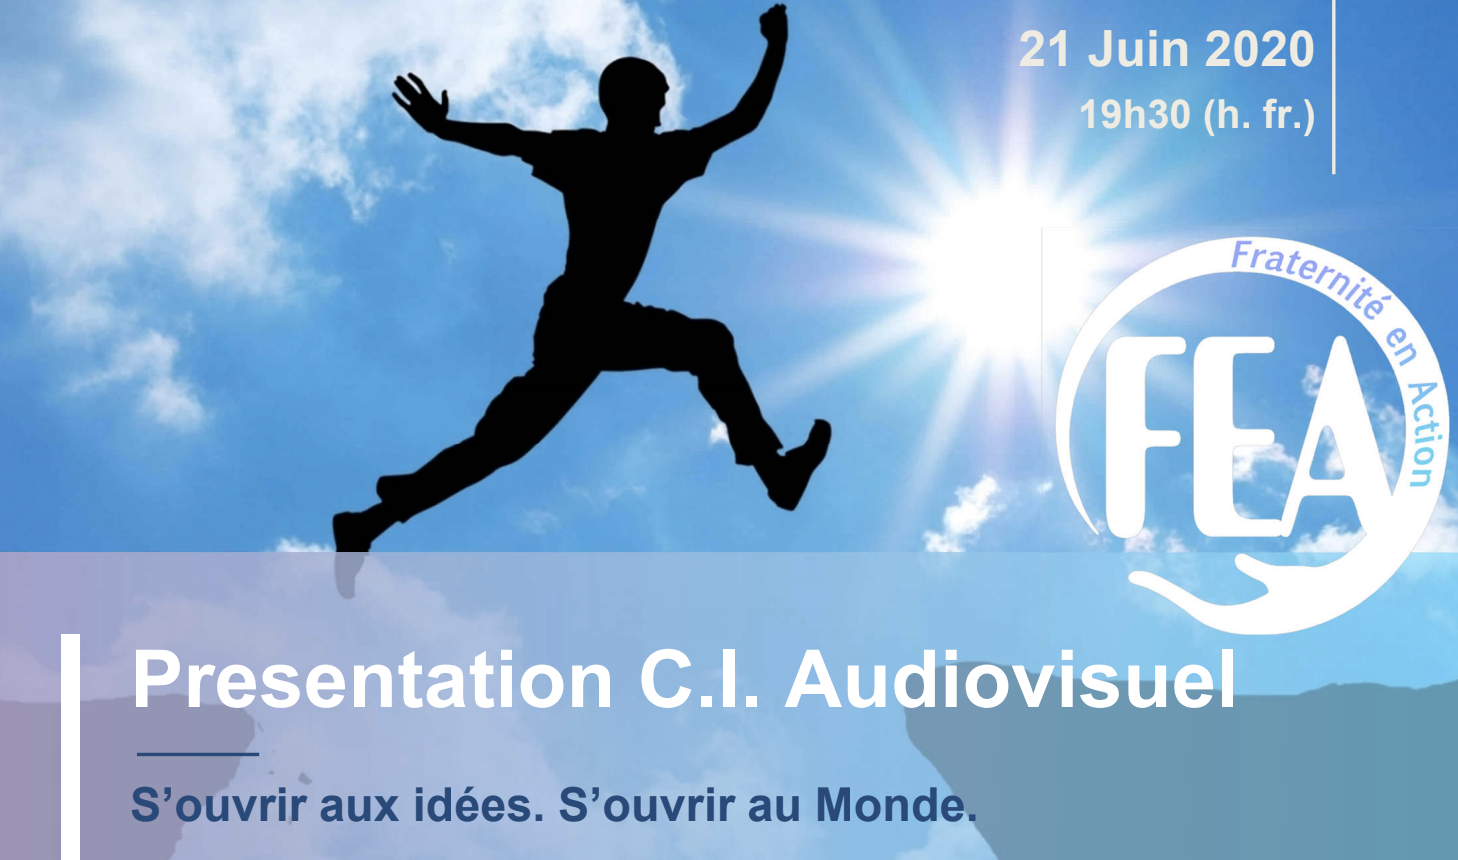 21 Juin 2020
19h30 (h. fr.)
Fraternité en Action
FEA
Presentation C.I. Audiovisuel
S’ouvrir aux idées. S’ouvrir au Monde.